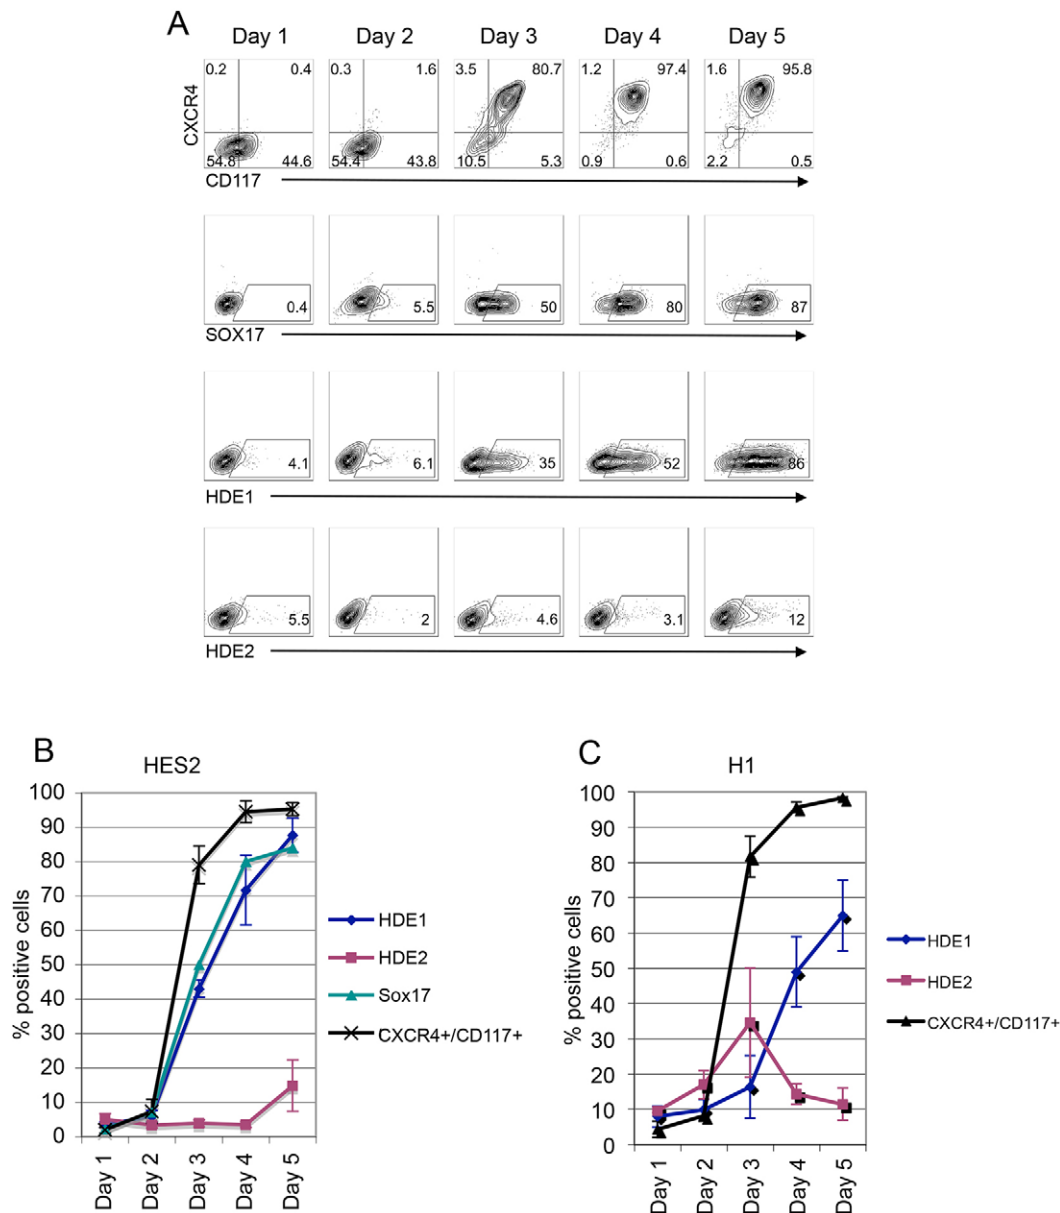 A
Day 1 Day 2 Day 3 Day 4 Day 5
CXCR4
0.2 0.4 0.3 1.6 3.5 80.7 1.2 97.4 1.6 95.8
54.8 44.6 54.4 43.8 10.5 5.3 0.9 0.6 2.2 0.5
CD117
0.4 5.5 50 80 87
SOX17
4.1 6.1 35 52 86
HDE1
5.5 2 4.6 3.1 12
HDE2
B
HES2
% positive cells
100
90
80
70
60
50
40
30
20
10
0
Day 1 Day 2 Day 3 Day 4 Day 5
HDE1
HDE2
Sox17
CXCR4+/CD117+
C
H1
% positive cells
100
90
80
70
60
50
40
30
20
10
0
Day 1 Day 2 Day 3 Day 4 Day 5
HDE1
HDE2
CXCR4+/CD117+